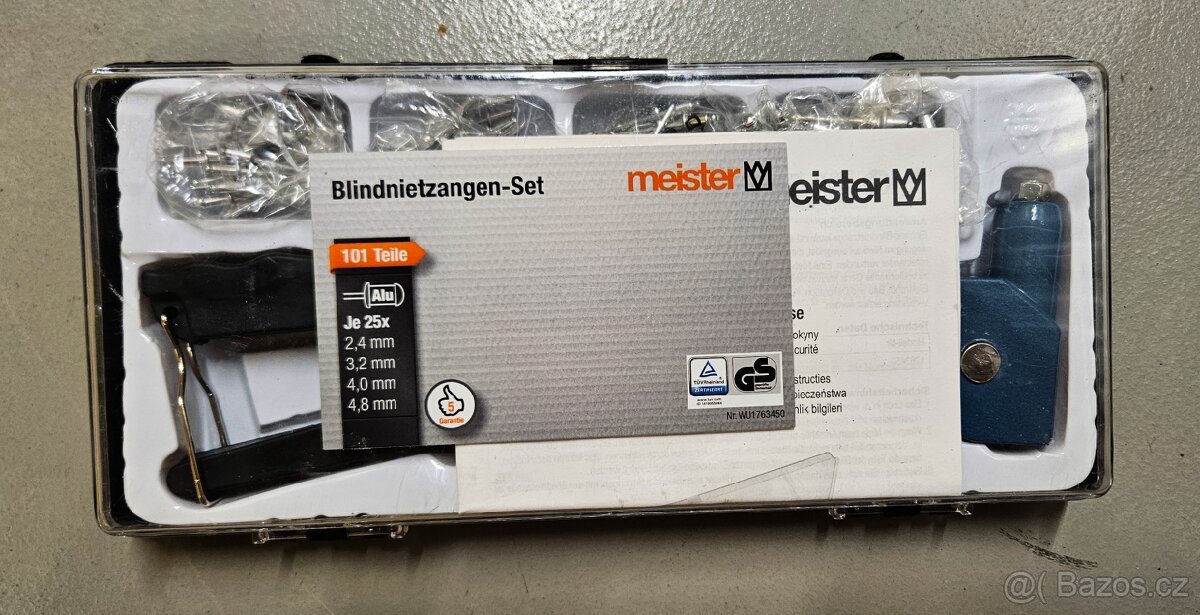 Blindnietzangen-Set
meister
101 Teile
Alu
Je 25x
2,4 mm
3,2 mm
4,0 mm
4,8 mm
5
Garantie
TÜVRheinland
ZERTIFIZIERT
GS
Nr. WU1763450
eister
se
okyny
curité
structies
pieczeństwa
nlik bilgileri
Bazos.cz